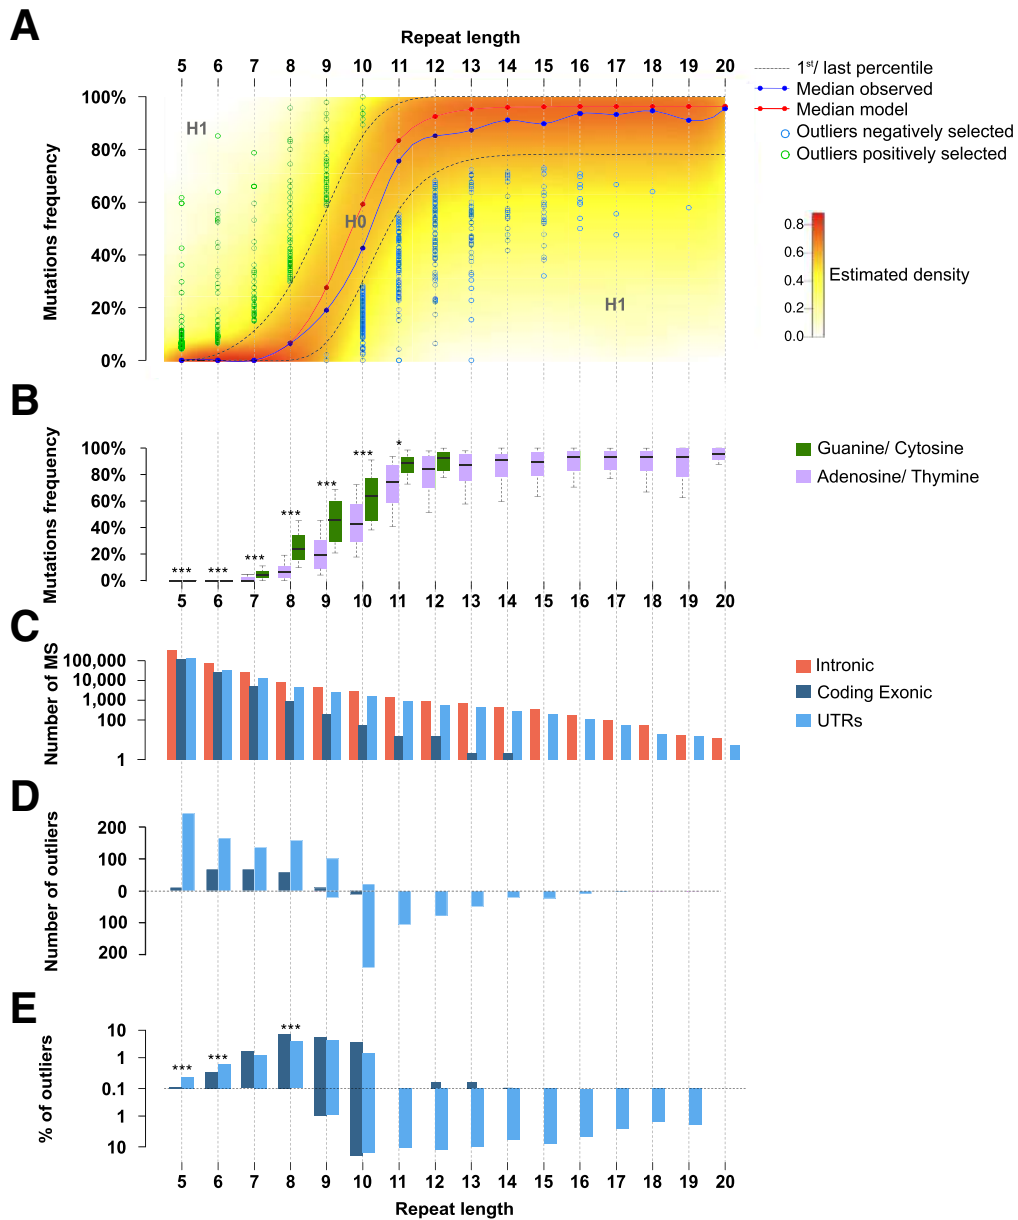 A
Repeat length
5 6 7 8 9 10 11 12 13 14 15 16 17 18 19 20
Mutations frequency
100%
80%
60%
40%
20%
0%
H1
H0
H1
1st/ last percentile
Median observed
Median model
Outliers negatively selected
Outliers positively selected
0.8
0.6
0.4
0.2
0.0
Estimated density
B
Mutations frequency
100%
80%
60%
40%
20%
0%
*** *** *** *** *** *** *
5 6 7 8 9 10 11 12 13 14 15 16 17 18 19 20
Guanine/ Cytosine
Adenosine/ Thymine
C
Number of MS
100,000
10,000
1,000
100
1
Intronic
Coding Exonic
UTRs
D
Number of outliers
200
100
0
100
200
E
% of outliers
10
1
0.1
1
10
*** *** ***
5 6 7 8 9 10 11 12 13 14 15 16 17 18 19 20
Repeat length